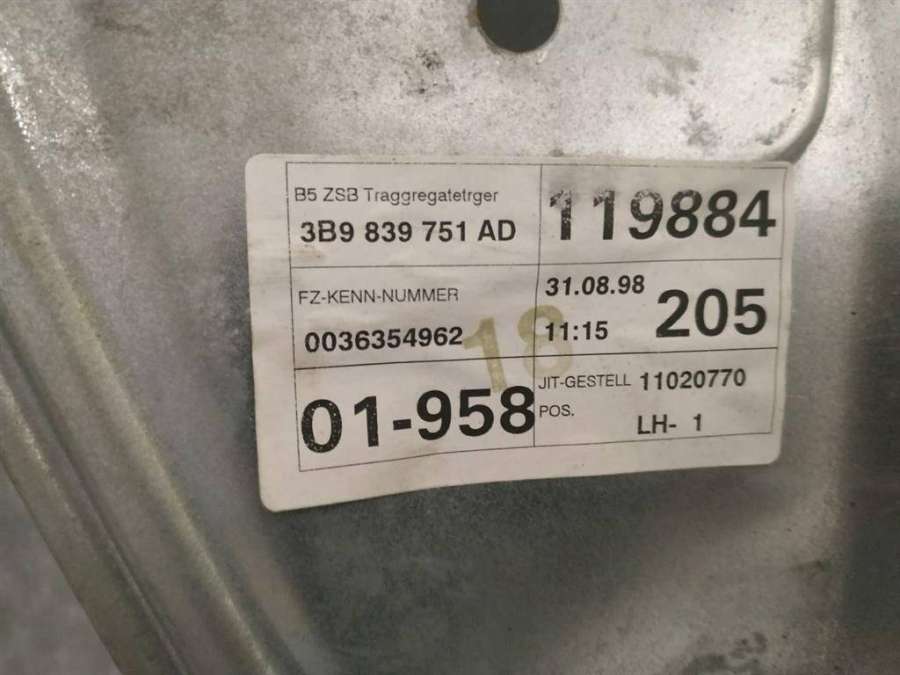 B5 ZSB Traggregatetrger
3B9 839 751 AD
119884
FZ-KENN-NUMMER
0036354962
31.08.98
11:15
205
18
01-958
JIT-GESTELL 11020770
POS.
LH- 1